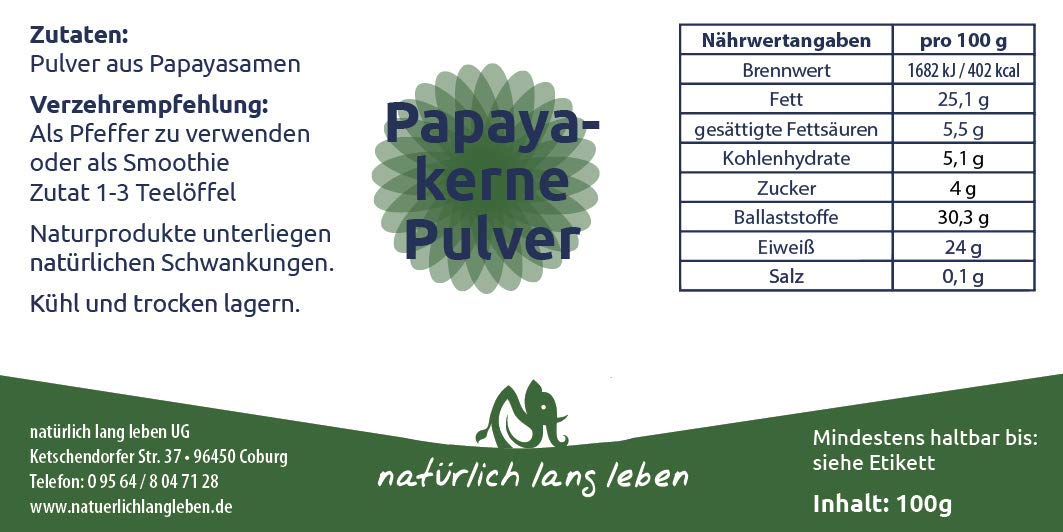 Zutaten:
Pulver aus Papayasamen
Verzehrempfehlung:
Als Pfeffer zu verwenden
oder als Smoothie
Zutat 1-3 Teelöffel
Naturprodukte unterliegen
natürlichen Schwankungen.
Kühl und trocken lagern.
Papaya-
kerne
Pulver
Nährwertangaben pro 100 g
Brennwert 1682 kJ / 402 kcal
Fett 25,1 g
gesättigte Fettsäuren 5,5 g
Kohlenhydrate 5,1 g
Zucker 4 g
Ballaststoffe 30,3 g
Eiweiß 24 g
Salz 0,1 g
natürlich lang leben UG
Ketschendorfer Str. 37 • 96450 Coburg
Telefon: 0 95 64 / 8 04 71 28
www.natuerlichlangleben.de
natürlich lang leben
Mindestens haltbar bis:
siehe Etikett
Inhalt: 100g